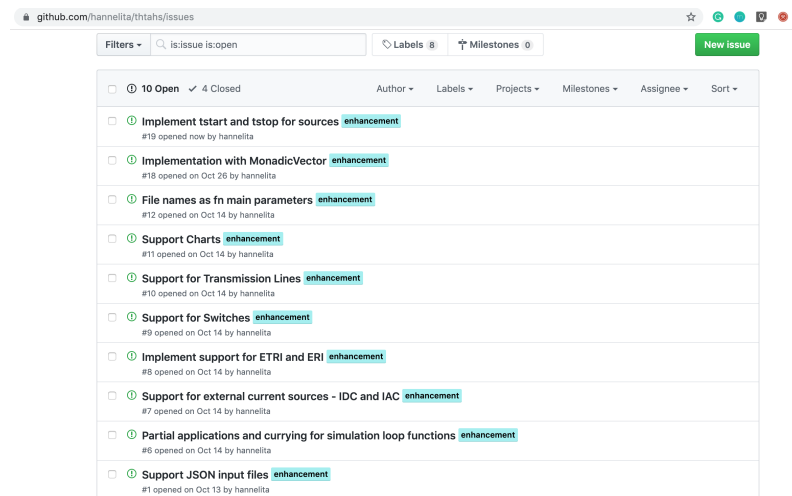 github.com/hannelita/thtahs/issues
Filters is:issue is:open Labels 8 Milestones 0 New issue
10 Open 4 Closed Author Labels Projects Milestones Assignee Sort
Implement tstart and tstop for sources enhancement
#19 opened now by hannelita
Implementation with MonadicVector enhancement
#18 opened on Oct 26 by hannelita
File names as fn main parameters enhancement
#12 opened on Oct 14 by hannelita
Support Charts enhancement
#11 opened on Oct 14 by hannelita
Support for Transmission Lines enhancement
#10 opened on Oct 14 by hannelita
Support for Switches enhancement
#9 opened on Oct 14 by hannelita
Implement support for ETRI and ERI enhancement
#8 opened on Oct 14 by hannelita
Support for external current sources - IDC and IAC enhancement
#7 opened on Oct 14 by hannelita
Partial applications and currying for simulation loop functions enhancement
#6 opened on Oct 14 by hannelita
Support JSON input files enhancement
#1 opened on Oct 13 by hannelita